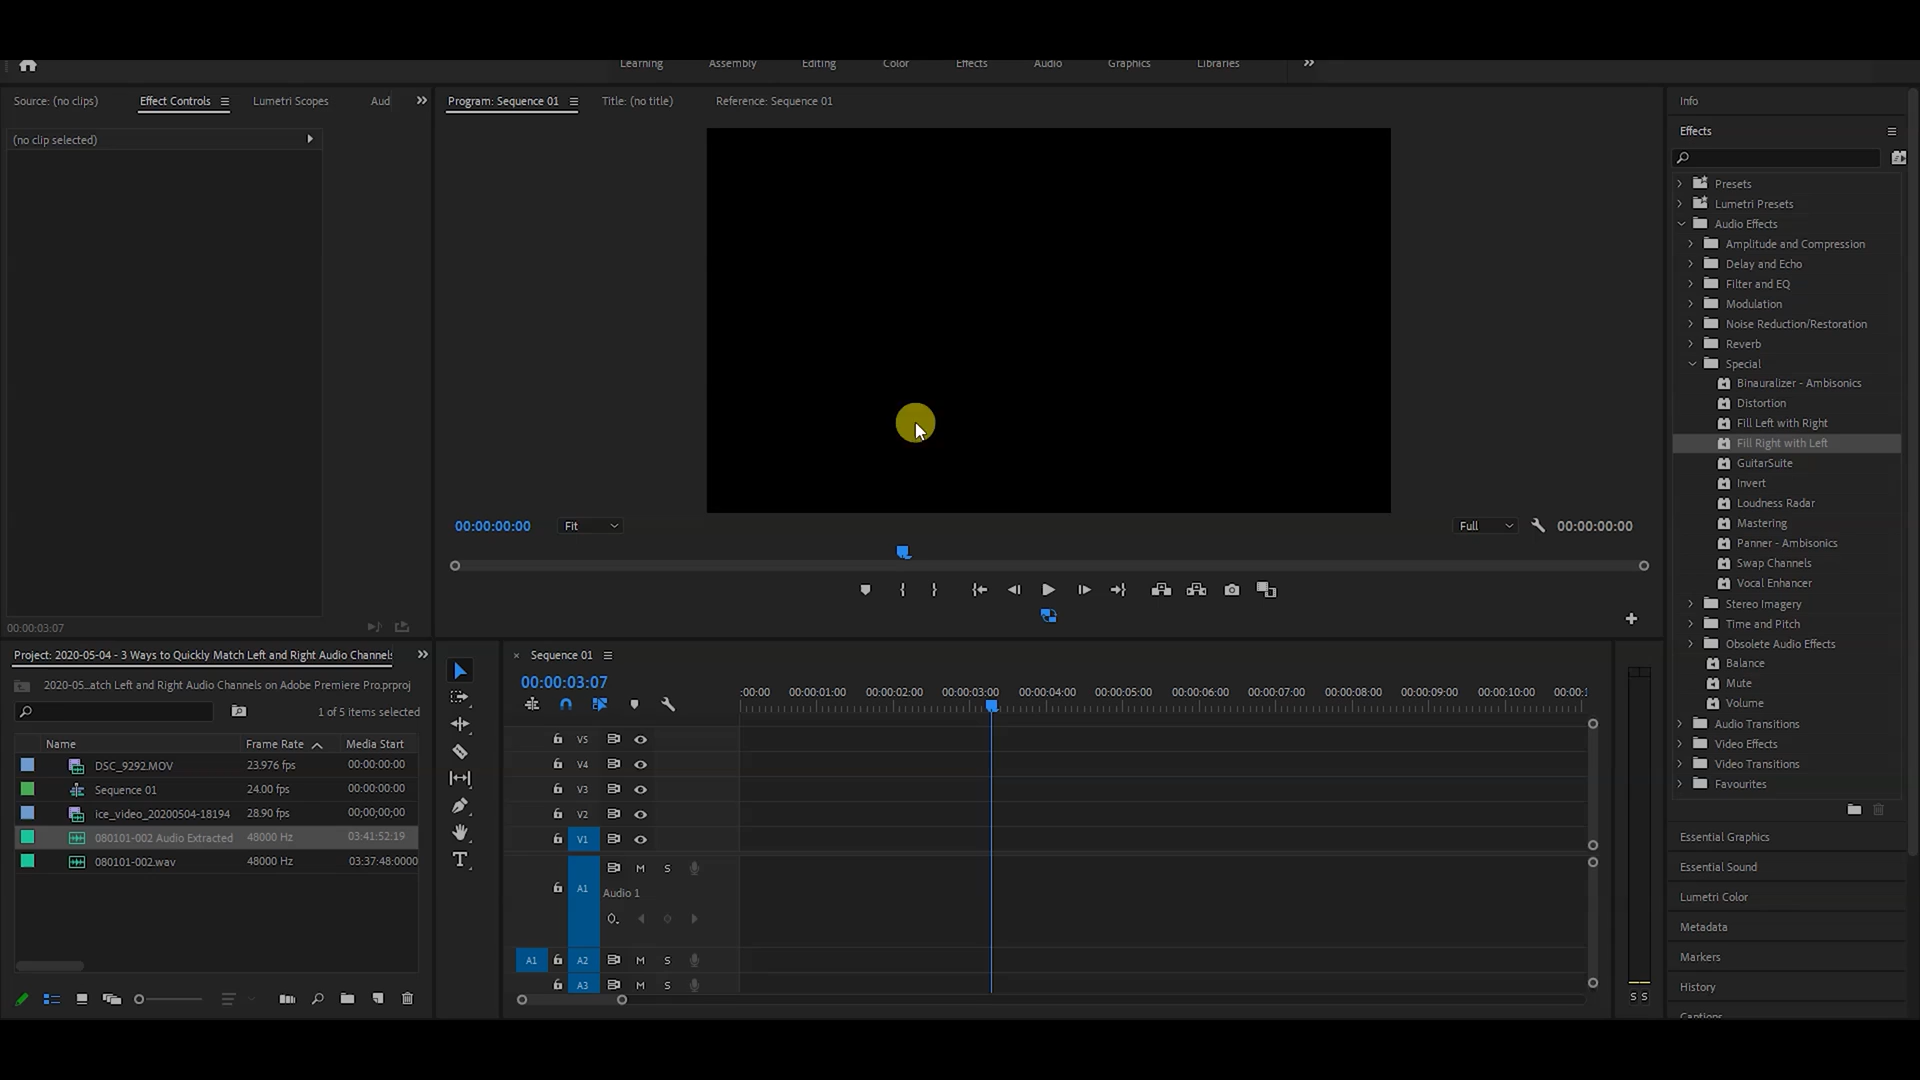 Learning Assembly Editing Color Effects Audio Graphics Libraries
Source: (no clips) Effect Controls Lumetri Scopes Aud
Program: Sequence 01 Title: (no title) Reference: Sequence 01
(no clip selected)
00:00:03:07
00:00:00:00 Fit Full 00:00:00:00
Info
Effects
Presets
Lumetri Presets
Audio Effects
Amplitude and Compression
Delay and Echo
Filter and EQ
Modulation
Noise Reduction/Restoration
Reverb
Special
Binauralizer - Ambisonics
Distortion
Fill Left with Right
Fill Right with Left
GuitarSuite
Invert
Loudness Radar
Mastering
Panner - Ambisonics
Swap Channels
Vocal Enhancer
Stereo Imagery
Time and Pitch
Obsolete Audio Effects
Balance
Mute
Volume
Audio Transitions
Video Effects
Video Transitions
Favourites
Essential Graphics
Essential Sound
Lumetri Color
Metadata
Markers
History
Captions
Project: 2020-05-04 - 3 Ways to Quickly Match Left and Right Audio Channels
2020-05...atch Left and Right Audio Channels on Adobe Premiere Pro.prproj
1 of 5 items selected
Name Frame Rate Media Start
DSC_9292.MOV 23.976 fps 00:00:00:00
Sequence 01 24.00 fps 00:00:00:00
ice_video_20200504-18194 28.90 fps 00;00;00;00
080101-002 Audio Extracted 48000 Hz 03:41:52:19
080101-002.wav 48000 Hz 03:37:48:0000
Sequence 01
00:00:03:07
:00:00 00:00:01:00 00:00:02:00 00:00:03:00 00:00:04:00 00:00:05:00 00:00:06:00 00:00:07:00 00:00:08:00 00:00:09:00 00:00:10:00 00:00:1
V5
V4
V3
V2
V1
A1 M S
Audio 1
A1 A2 M S
A3 M S
S S